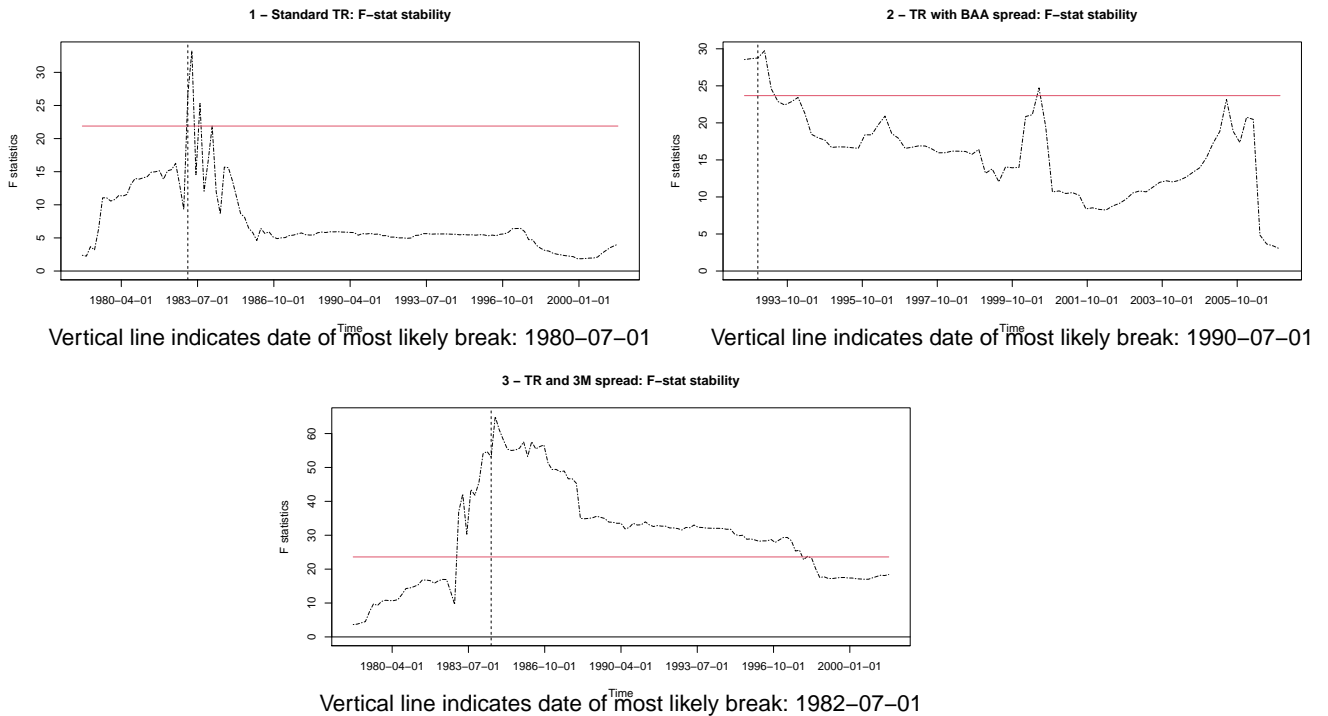 1 – Standard TR: F−stat stability
F statistics
0 5 10 15 20 25 30
1980−04−01 1983−07−01 1986−10−01 1990−04−01 1993−07−01 1996−10−01 2000−01−01
Time
Vertical line indicates date of most likely break: 1980−07−01
2 – TR with BAA spread: F−stat stability
F statistics
0 5 10 15 20 25 30
1993−10−01 1995−10−01 1997−10−01 1999−10−01 2001−10−01 2003−10−01 2005−10−01
Time
Vertical line indicates date of most likely break: 1990−07−01
3 – TR and 3M spread: F−stat stability
F statistics
0 10 20 30 40 50 60
1980−04−01 1983−07−01 1986−10−01 1990−04−01 1993−07−01 1996−10−01 2000−01−01
Time
Vertical line indicates date of most likely break: 1982−07−01